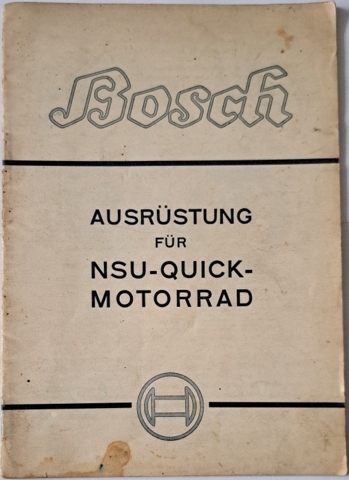 Bosch
AUSRÜSTUNG
FÜR
NSU-QUICK-
MOTORRAD